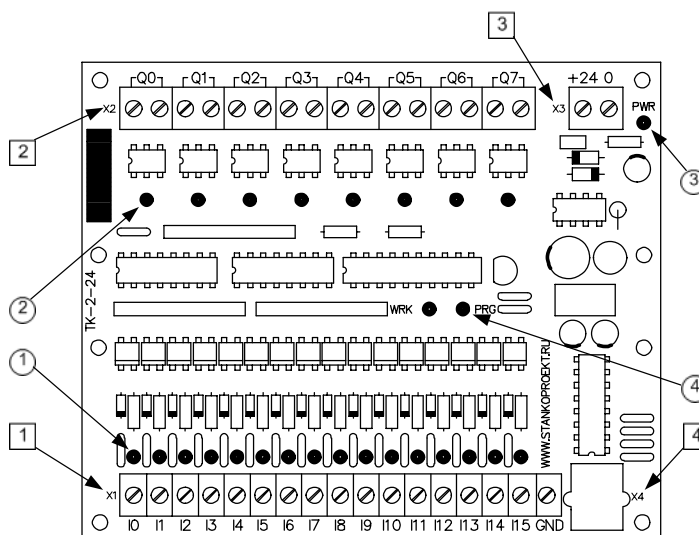 3
Q0 Q1 Q2 Q3 Q4 Q5 Q6 Q7 +24 0
X2 X3 PWR
2
3
TK-2-24
2
WRK PRG
1
4
WWW.STANKOPROEKT.RU
1
4
X1 X4
I0 I1 I2 I3 I4 I5 I6 I7 I8 I9 I10 I11 I12 I13 I14 I15 GND